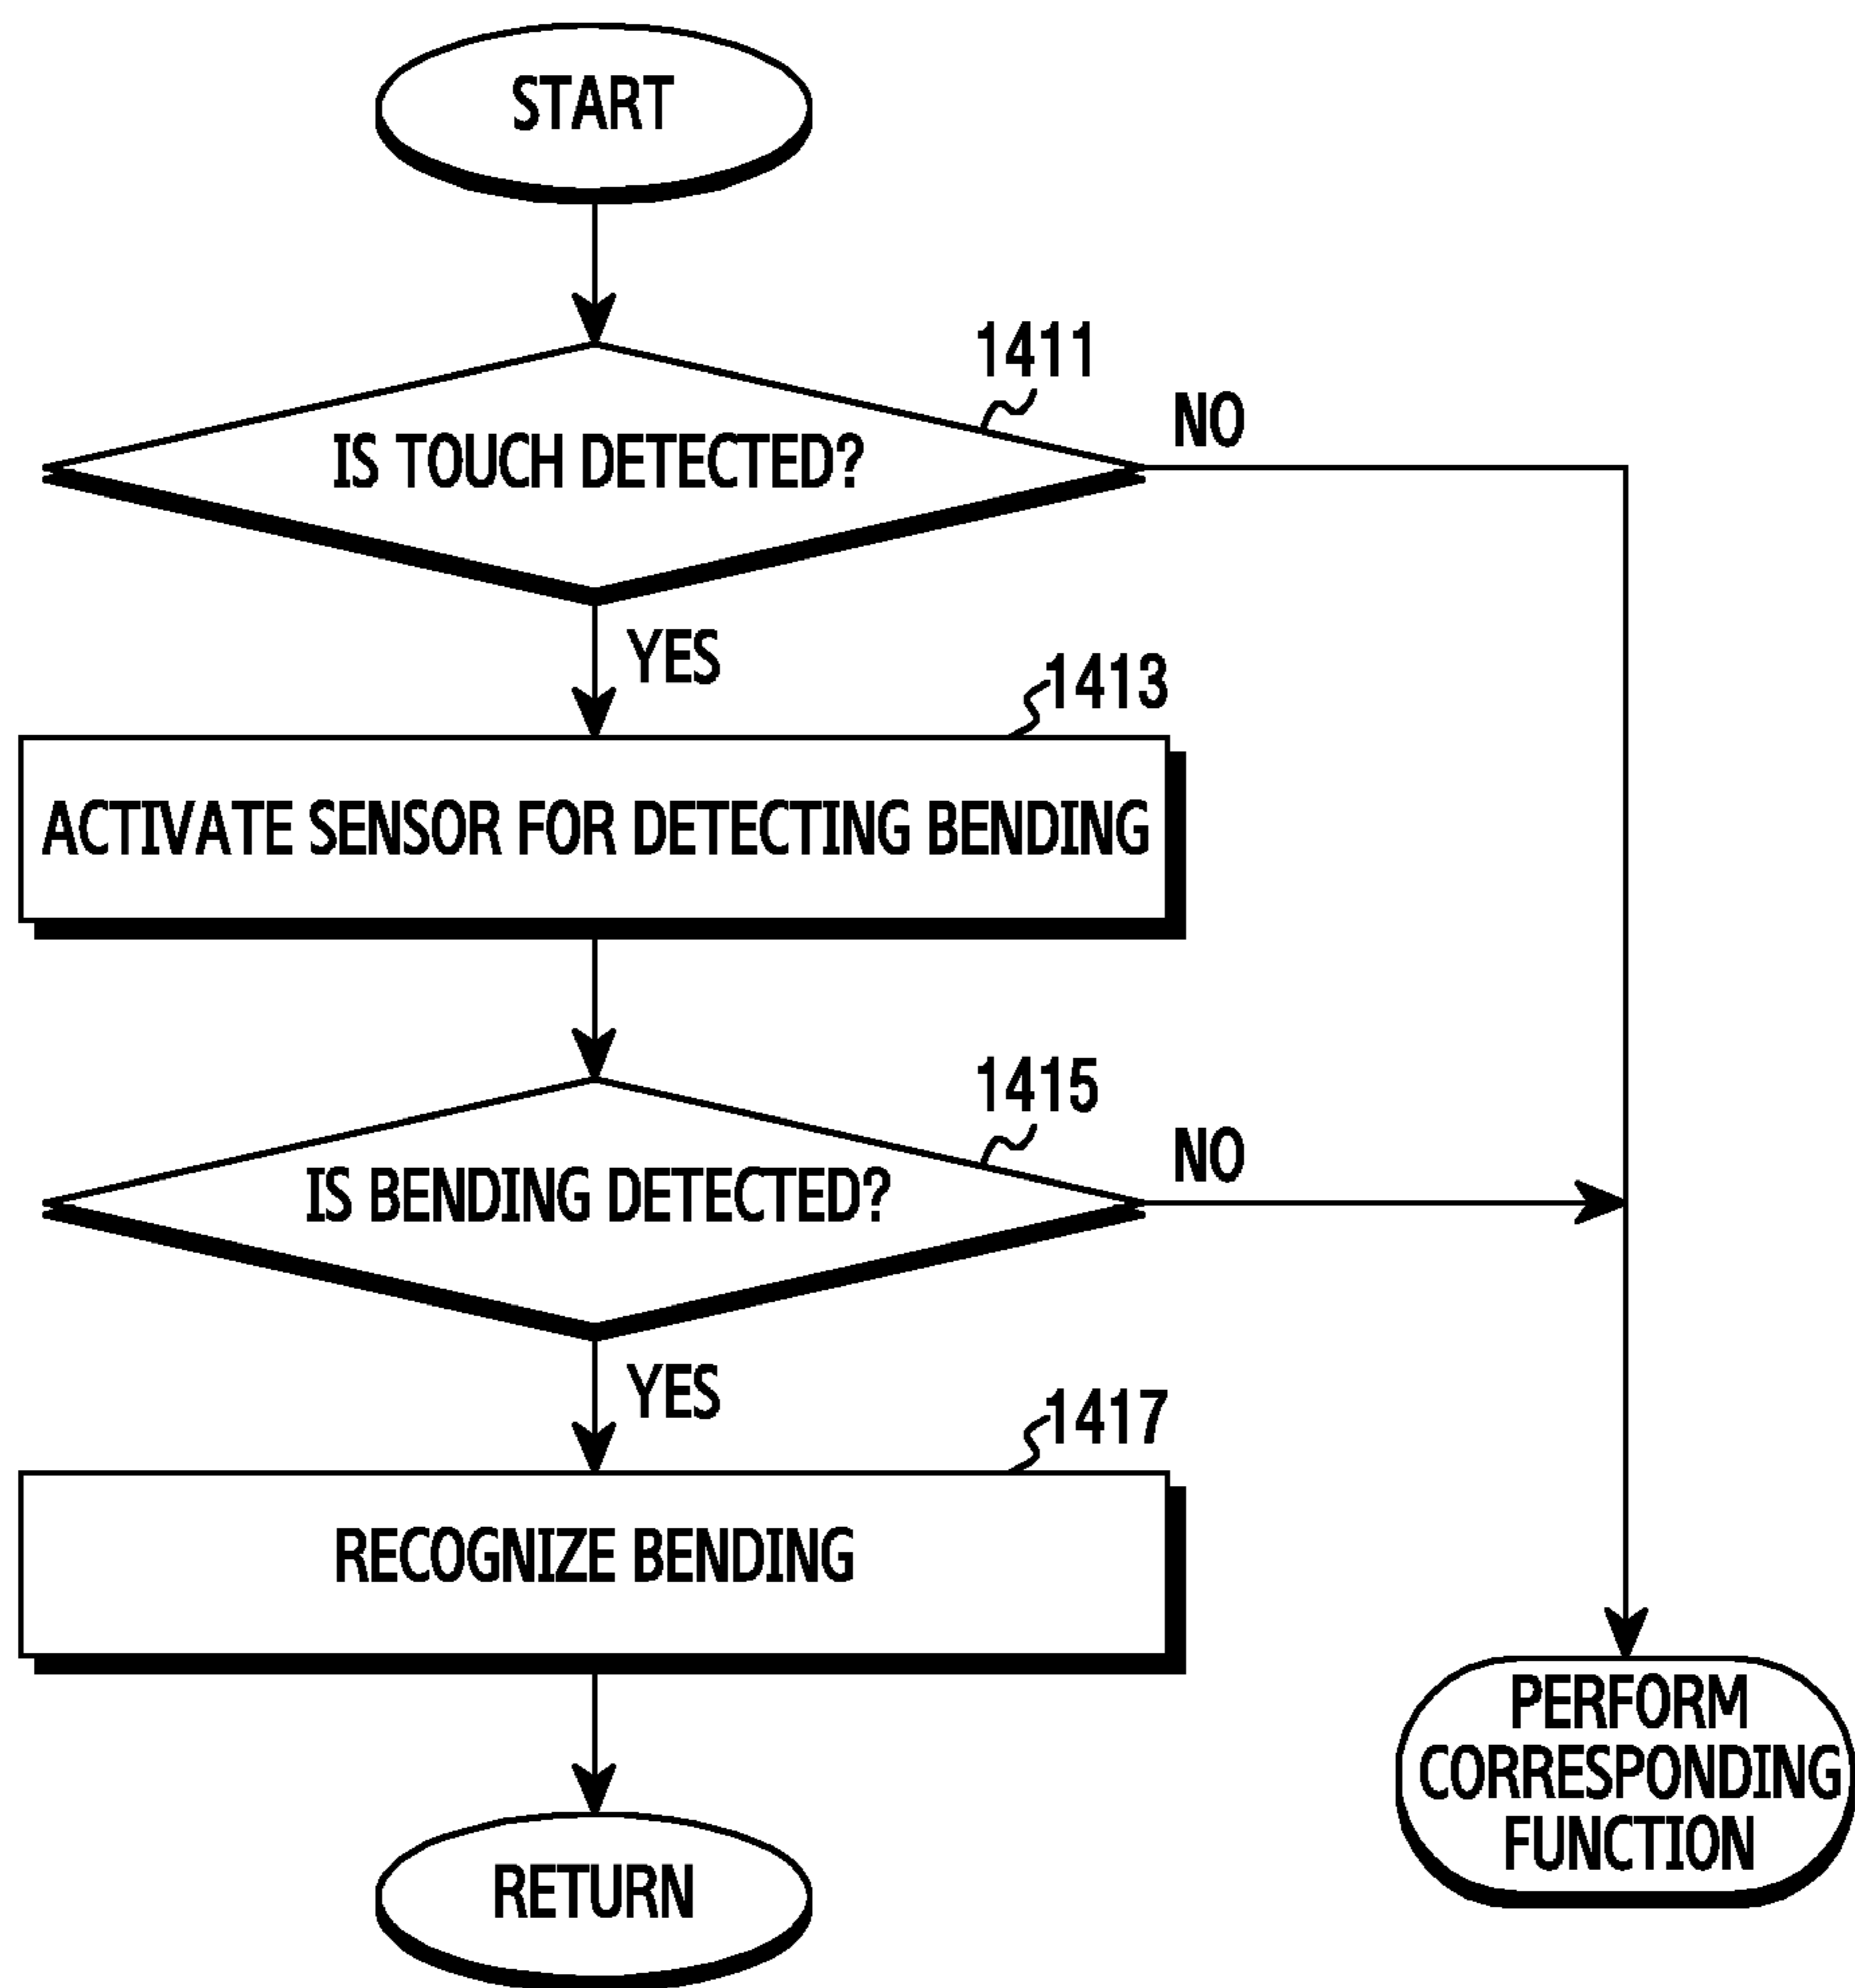 START
1411
NO
IS TOUCH DETECTED?
YES
1413
ACTIVATE SENSOR FOR DETECTING BENDING
1415
NO
IS BENDING DETECTED?
YES
1417
RECOGNIZE BENDING
PERFORM
CORRESPONDING
FUNCTION
RETURN